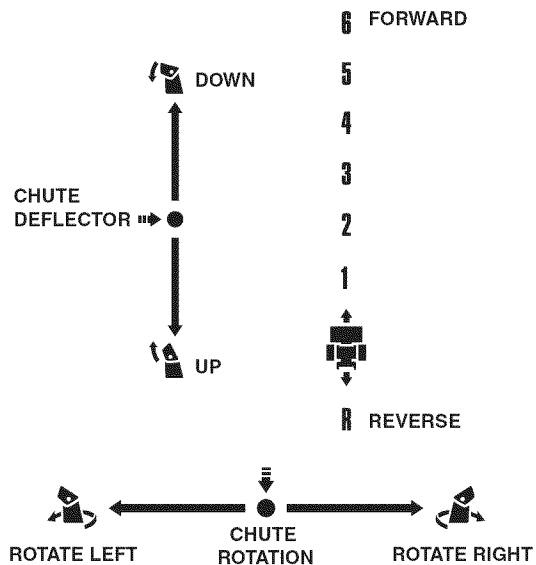 6 FORWARD
5
DOWN
4
3
CHUTE
DEFLECTOR
2
1
UP
R REVERSE
CHUTE
ROTATION
ROTATE LEFT
ROTATE RIGHT